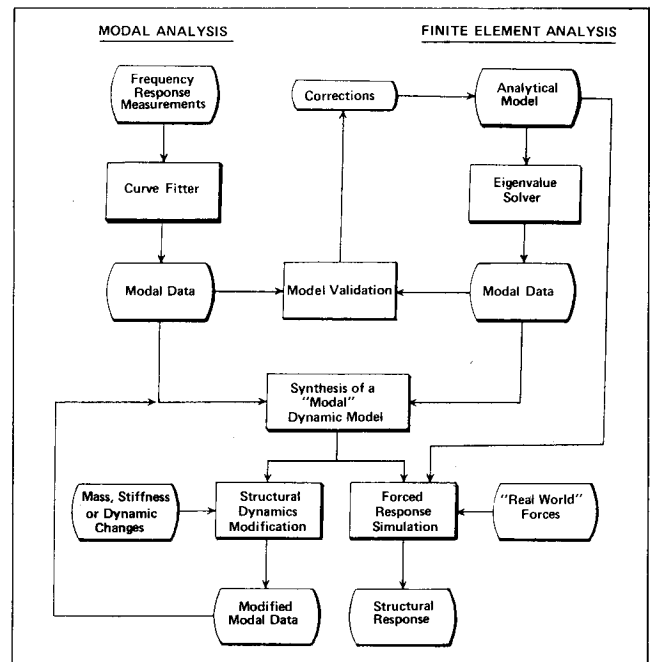 MODAL ANALYSIS
FINITE ELEMENT ANALYSIS
Frequency
Response
Measurements
Corrections
Analytical
Model
Curve Fitter
Eigenvalue
Solver
Modal Data
Model Validation
Modal Data
Synthesis of a
"Modal"
Dynamic Model
Mass, Stiffness
or Dynamic
Changes
Structural
Dynamics
Modification
Forced
Response
Simulation
"Real World"
Forces
Modified
Modal Data
Structural
Response